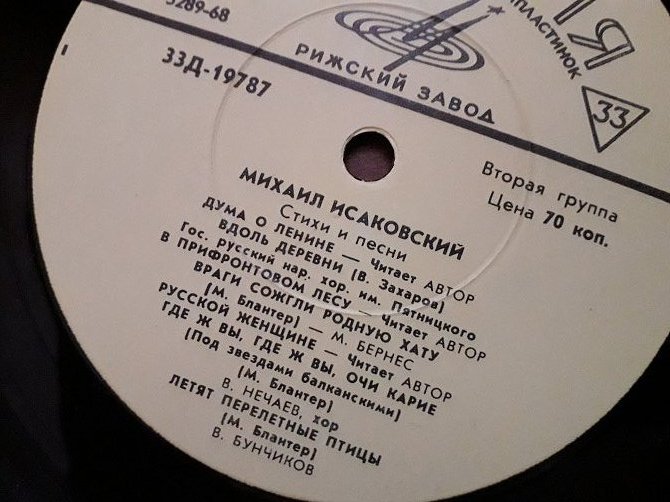 5289-68
ПЛАСТИНОК
РИЖСКИЙ ЗАВОД
33
I
33Д-19787
Вторая группа
Цена 70 коп.
МИХАИЛ ИСАКОВСКИЙ
Стихи и песни
ДУМА О ЛЕНИНЕ — Читает АВТОР
ВДОЛЬ ДЕРЕВНИ (В. Захаров)
Гос. русский нар. хор. им. Пятницкого
В ПРИФРОНТОВОМ ЛЕСУ — Читает АВТОР
ВРАГИ СОЖГЛИ РОДНУЮ ХАТУ
(М. Блантер) — М. БЕРНЕС
РУССКОЙ ЖЕНЩИНЕ — Читает АВТОР
ГДЕ Ж ВЫ, ГДЕ Ж ВЫ, ОЧИ КАРИЕ
(Под звездами балканскими)
(М. Блантер)
В. НЕЧАЕВ, хор
ЛЕТЯТ ПЕРЕЛЕТНЫЕ ПТИЦЫ
(М. Блантер)
В. БУНЧИКОВ